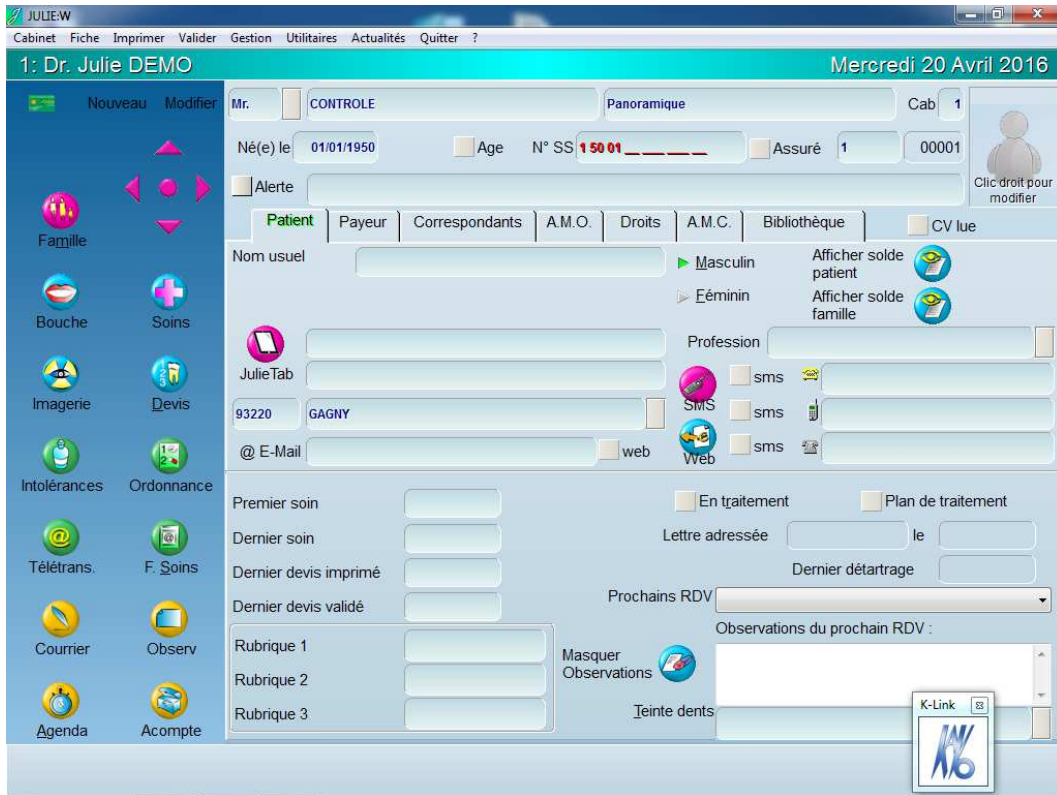 JULIE:W
Cabinet Fiche Imprimer Valider Gestion Utilitaires Actualités Quitter ?
1: Dr. Julie DEMO Mercredi 20 Avril 2016
Nouveau Modifier
Mr. CONTROLE Panoramique Cab 1
Né(e) le 01/01/1950 Age N° SS 1 50 01 __ ___ ___ __ Assuré 1 00001
Alerte
Clic droit pour
modifier
Patient Payeur Correspondants A.M.O. Droits A.M.C. Bibliothèque CV lue
Famille
Nom usuel
Masculin
Afficher solde
patient
Féminin
Afficher solde
famille
Bouche Soins
Profession
JulieTab
SMS
sms
sms
sms
Imagerie Devis
93220 GAGNY
@ E-Mail web
Web
Intolérances Ordonnance
Premier soin
En traitement Plan de traitement
Dernier soin
Lettre adressée le
Télétrans. F. Soins
Dernier devis imprimé
Dernier détartrage
Dernier devis validé
Prochains RDV
Observations du prochain RDV :
Courrier Observ
Rubrique 1
Rubrique 2
Rubrique 3
Masquer
Observations
Teinte dents
Agenda Acompte
K-Link